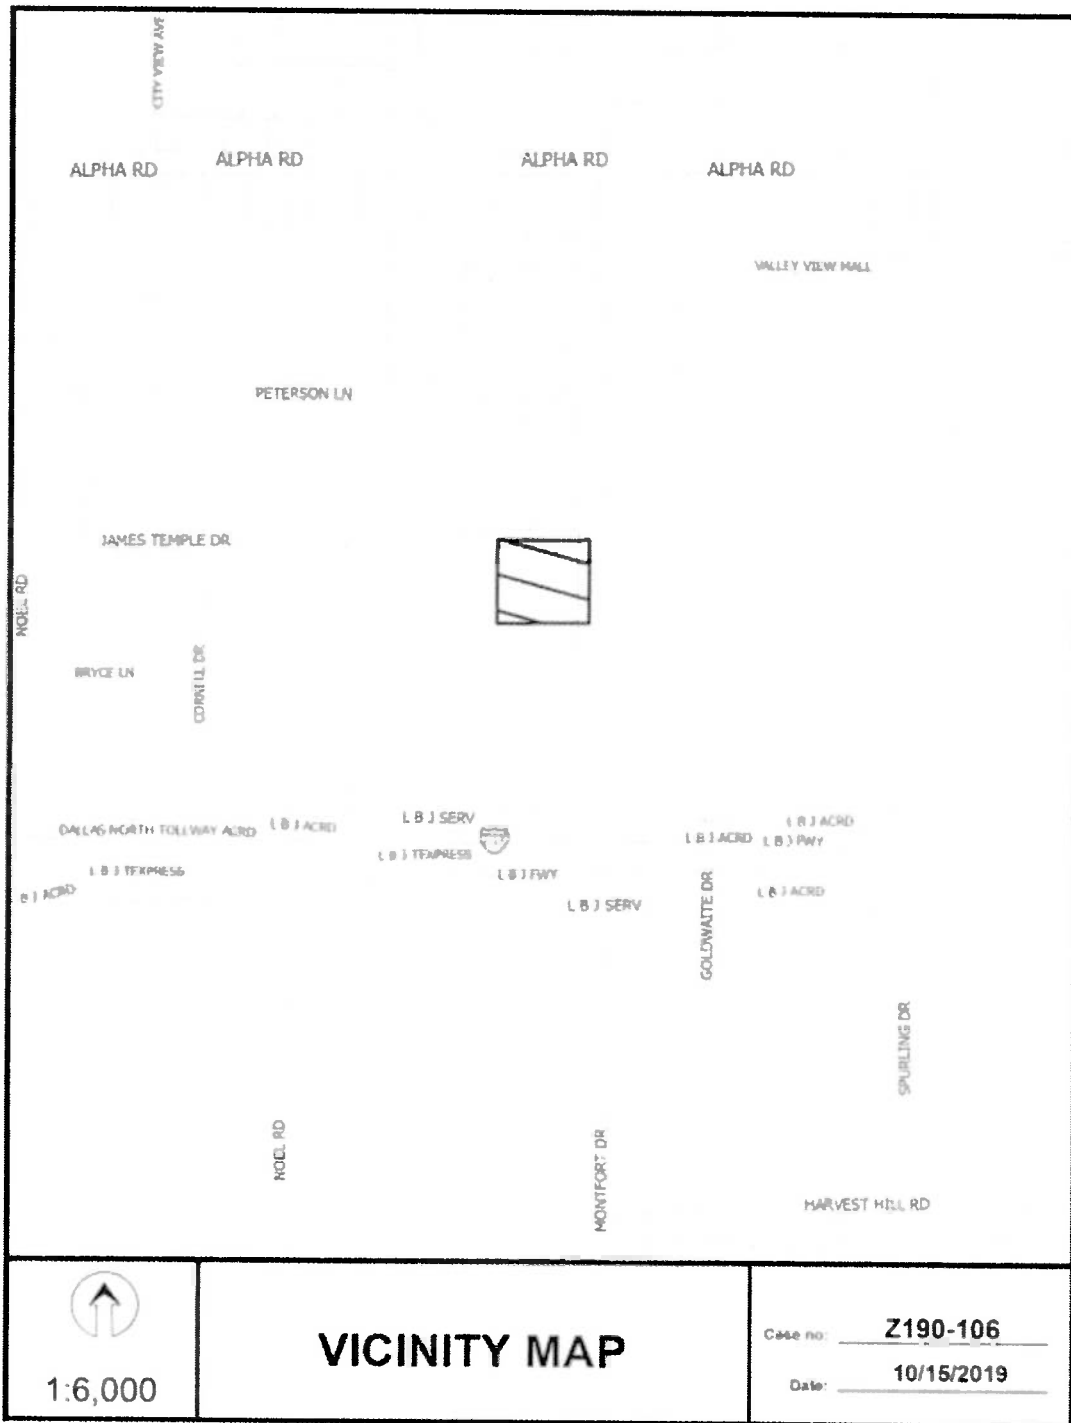 CITY VIEW AVE
ALPHA RD
ALPHA RD
ALPHA RD
ALPHA RD
VALLEY VIEW MALL
PETERSON LN
JAMES TEMPLE DR
NOEL RD
BRYCE LN
CORNELL DR
DALLAS NORTH TOLLWAY ACRD
L B J ACRD
L B J SERV
L B J ACRD
L B J ACRD
L B J FWY
L B J TEXPRESS
L B J TEXPRESS
L B J FWY
B J ACRD
L B J SERV
GOLDWAITE DR
L B J ACRD
SPURLING DR
NOEL RD
MONTFORT DR
HARVEST HILL RD
1:6,000
VICINITY MAP
Case no: Z190-106
Date: 10/15/2019